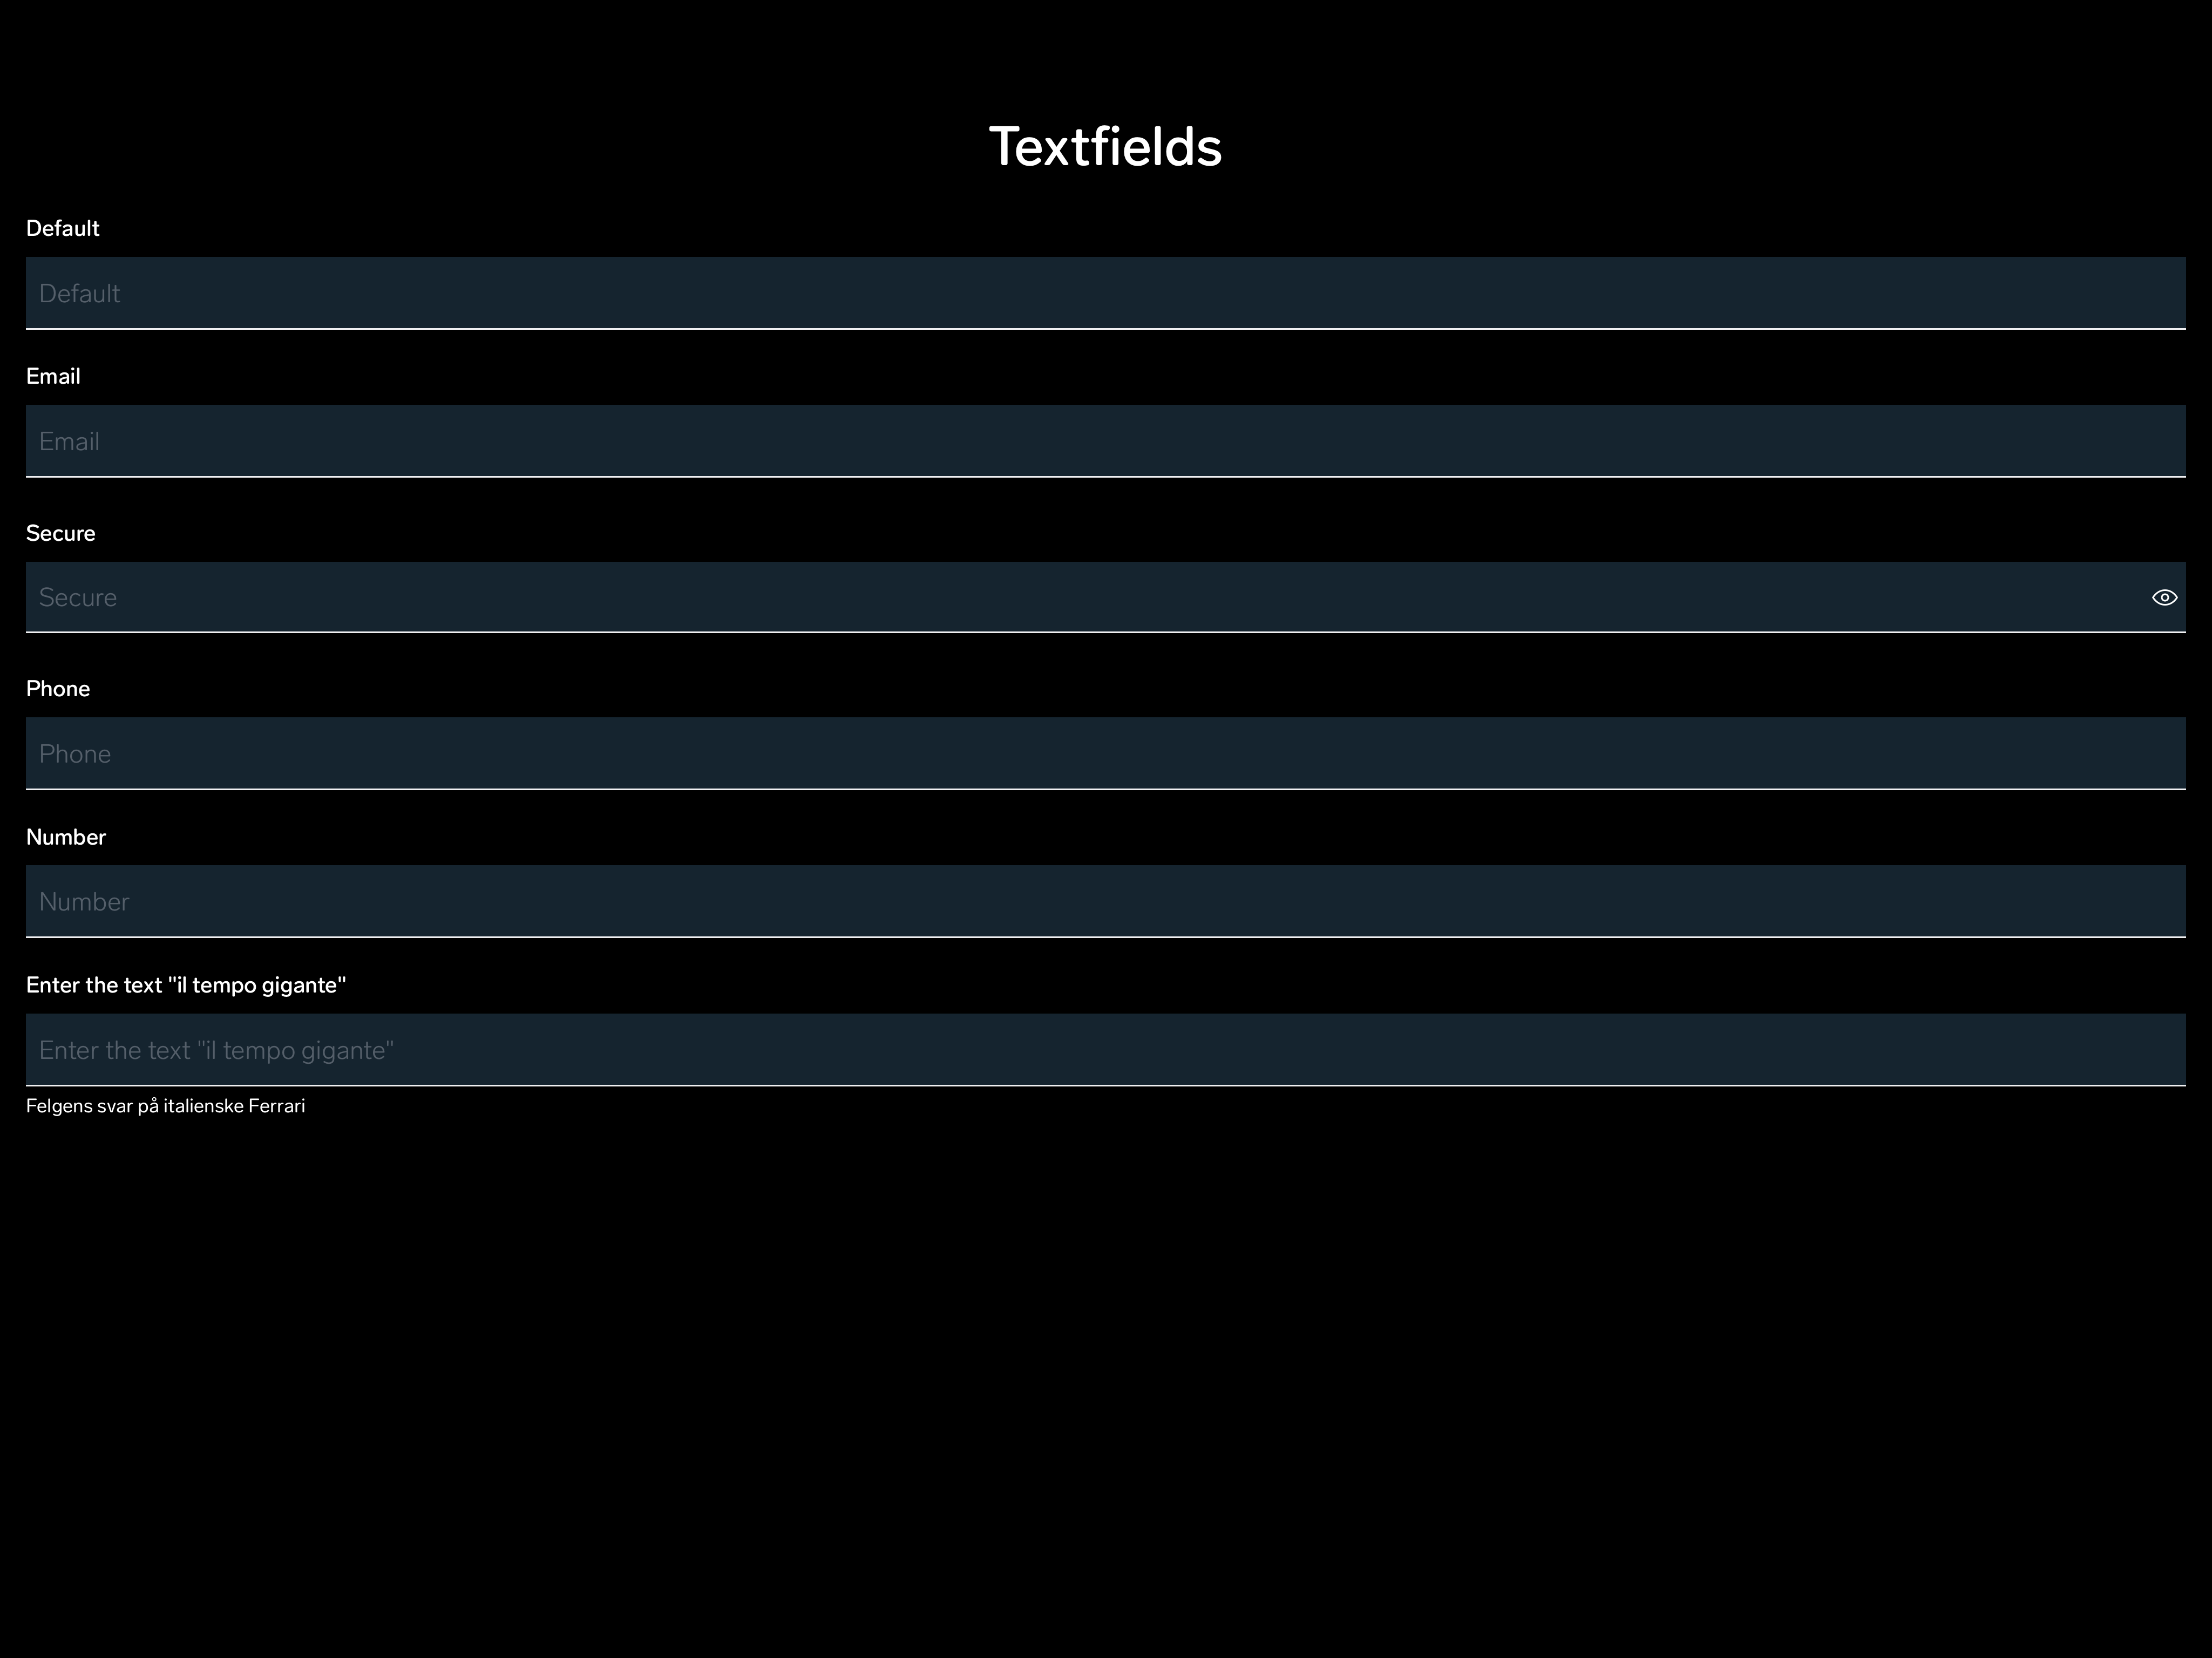 Textfields
Default
Default
Email
Email
Secure
Secure
Phone
Phone
Number
Number
Enter the text "il tempo gigante"
Enter the text "il tempo gigante"
Felgens svar på italienske Ferrari